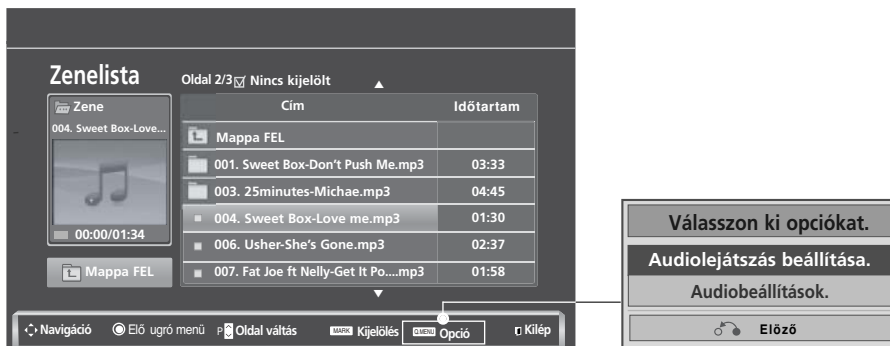 Zenelista
Oldal 2/3 Nincs kijelölt
Zene
004. Sweet Box-Love...
00:00/01:34
Mappa FEL
Cím Időtartam
Mappa FEL
001. Sweet Box-Don't Push Me.mp3 03:33
003. 25minutes-Michae.mp3 04:45
004. Sweet Box-Love me.mp3 01:30
006. Usher-She's Gone.mp3 02:37
007. Fat Joe ft Nelly-Get It Po....mp3 01:58
Navigáció Elő ugró menü P Oldal váltás MARK Kijelölés Q.MENU Opció Kilép
Válasszon ki opciókat.
Audiolejátszás beállítása.
Audiobeállítások.
Előző